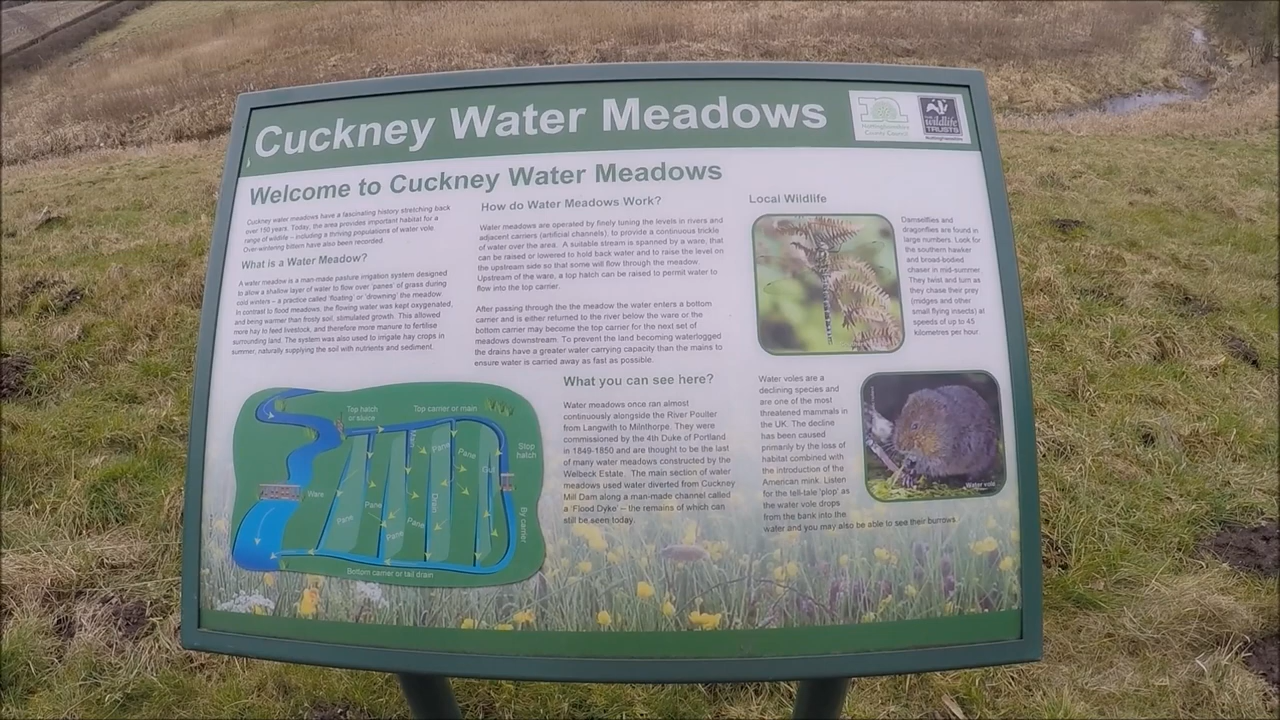 Cuckney Water Meadows
Nottinghamshire
County Council
THE
wildlife
TRUSTS
Nottinghamshire
Welcome to Cuckney Water Meadows
Cuckney water meadows have a fascinating history stretching back
over 150 years. Today, the area provides important habitat for a
range of wildlife – including a thriving populations of water vole.
Over-wintering bittern have also been recorded.
What is a Water Meadow?
A water meadow is a man-made pasture irrigation system designed
to allow a shallow layer of water to flow over 'panes' of grass during
cold winters – a practice called 'floating' or 'drowning' the meadow.
In contrast to flood meadows, the flowing water was kept oxygenated,
and being warmer than frosty soil, stimulated growth. This allowed
more hay to feed livestock, and therefore more manure to fertilise
surrounding land. The system was also used to irrigate hay crops in
summer, naturally supplying the soil with nutrients and sediment.
How do Water Meadows Work?
Water meadows are operated by finely tuning the levels in rivers and
adjacent carriers (artificial channels), to provide a continuous trickle
of water over the area. A suitable stream is spanned by a ware, that
can be raised or lowered to hold back water and to raise the level on
the upstream side so that some will flow through the meadow.
Upstream of the ware, a top hatch can be raised to permit water to
flow into the top carrier.
After passing through the the meadow the water enters a bottom
carrier and is either returned to the river below the ware or the
bottom carrier may become the top carrier for the next set of
meadows downstream. To prevent the land becoming waterlogged
the drains have a greater water carrying capacity than the mains to
ensure water is carried away as fast as possible.
Local Wildlife
Damselflies and
dragonflies are found in
large numbers. Look for
the southern hawker
and broad-bodied
chaser in mid-summer.
They twist and turn as
they chase their prey
(midges and other
small flying insects) at
speeds of up to 45
kilometres per hour.
Top hatch
or sluice
Top carrier or main
Stop
hatch
Pane
Pane
Gut
Ware
Pane
Drain
Pane
Pane
Pane
By carrier
Bottom carrier or tail drain
What you can see here?
Water meadows once ran almost
continuously alongside the River Poulter
from Langwith to Milnthorpe. They were
commissioned by the 4th Duke of Portland
in 1849-1850 and are thought to be the last
of many water meadows constructed by the
Welbeck Estate. The main section of water
meadows used water diverted from Cuckney
Mill Dam along a man-made channel called
a 'Flood Dyke' – the remains of which can
still be seen today.
Water voles are a
declining species and
are one of the most
threatened mammals in
the UK. The decline
has been caused
primarily by the loss of
habitat combined with
the introduction of the
American mink. Listen
for the tell-tale 'plop' as
the water vole drops
from the bank into the
water and you may also be able to see their burrows
Water vole